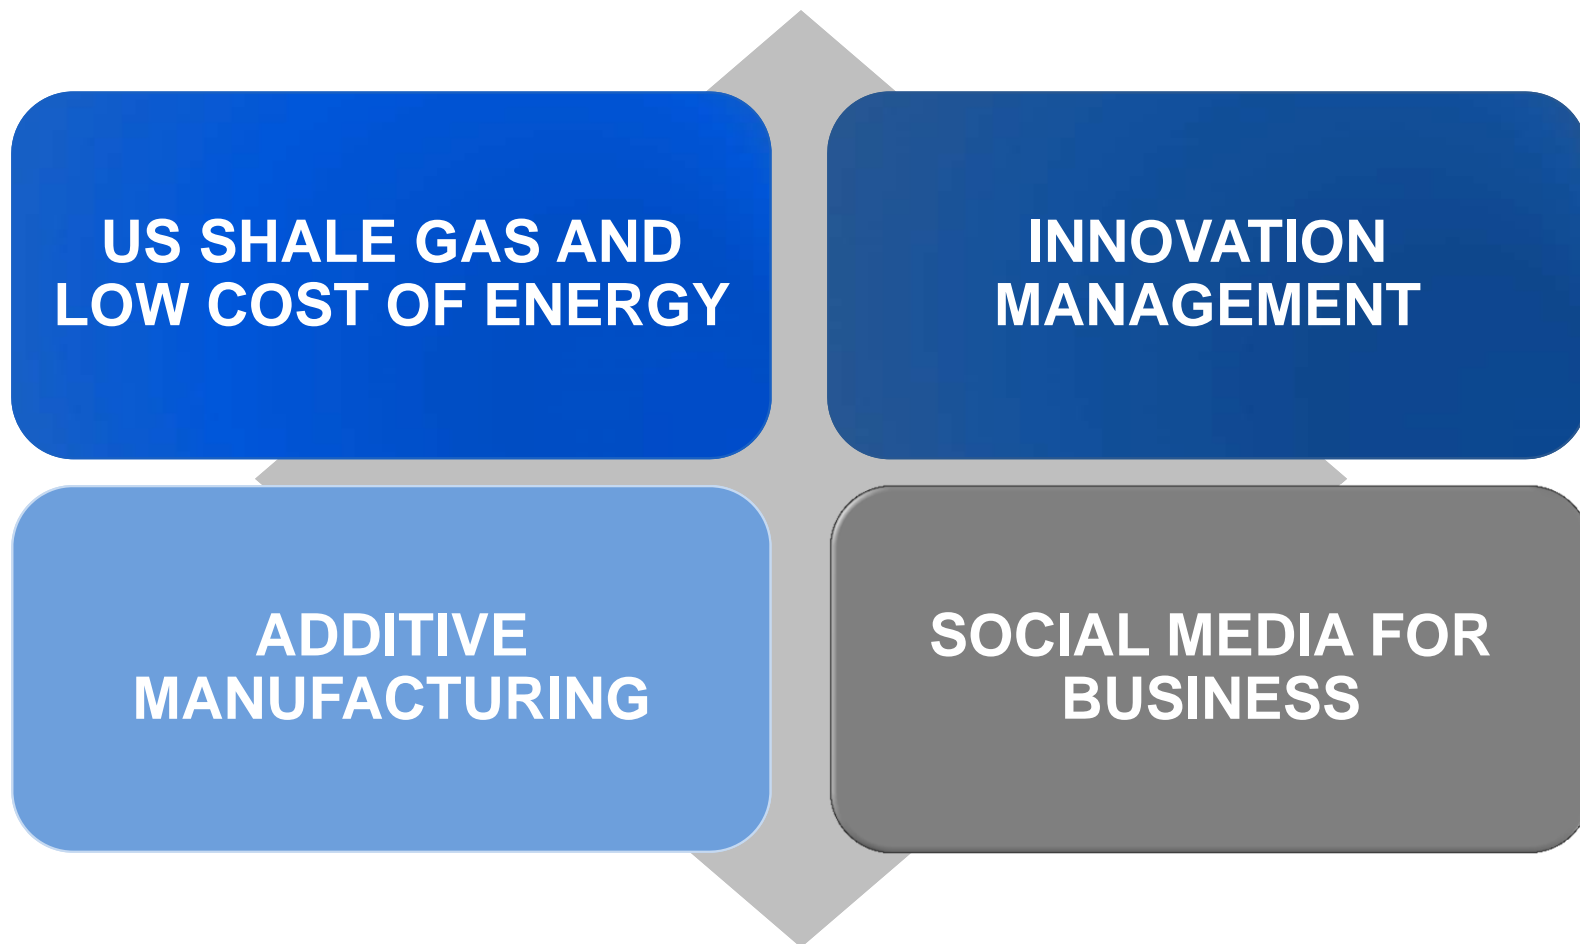 US SHALE GAS AND
LOW COST OF ENERGY
INNOVATION
MANAGEMENT
ADDITIVE
MANUFACTURING
SOCIAL MEDIA FOR
BUSINESS